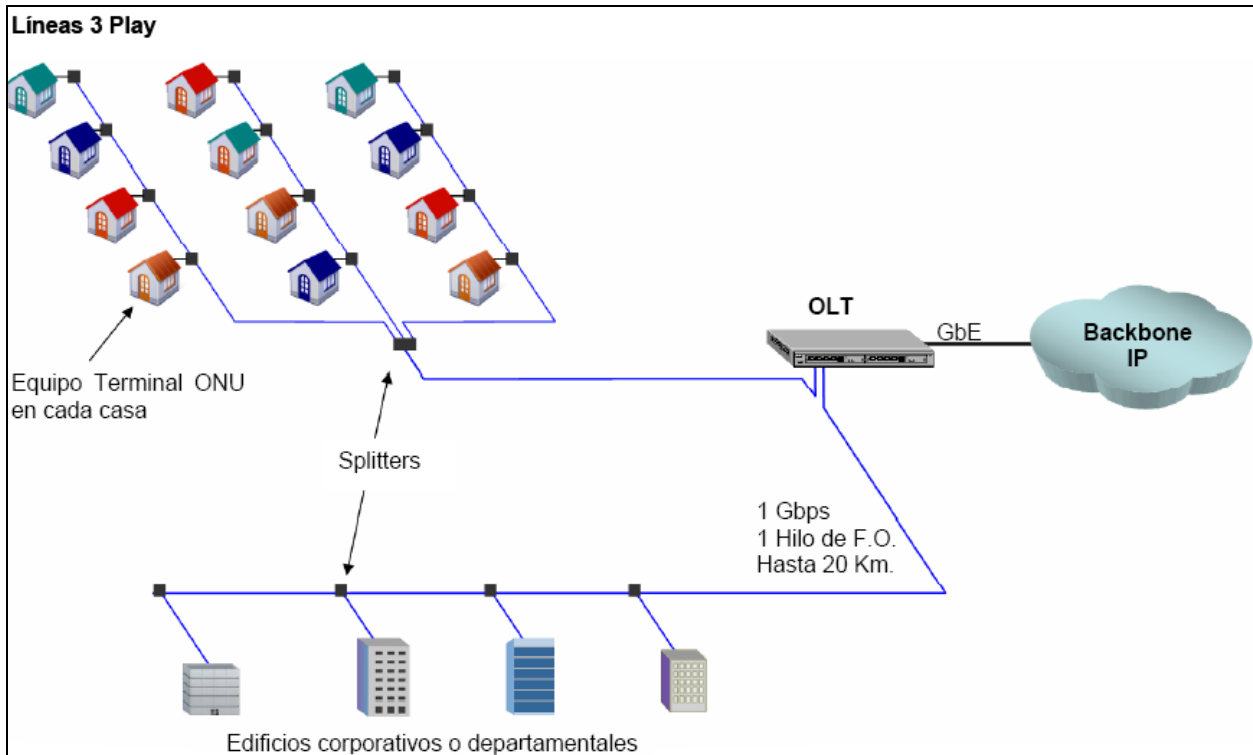 Líneas 3 Play
OLT
GbE
Backbone
IP
Equipo Terminal ONU
en cada casa
Splitters
1 Gbps
1 Hilo de F.O.
Hasta 20 Km.
Edificios corporativos o departamentales